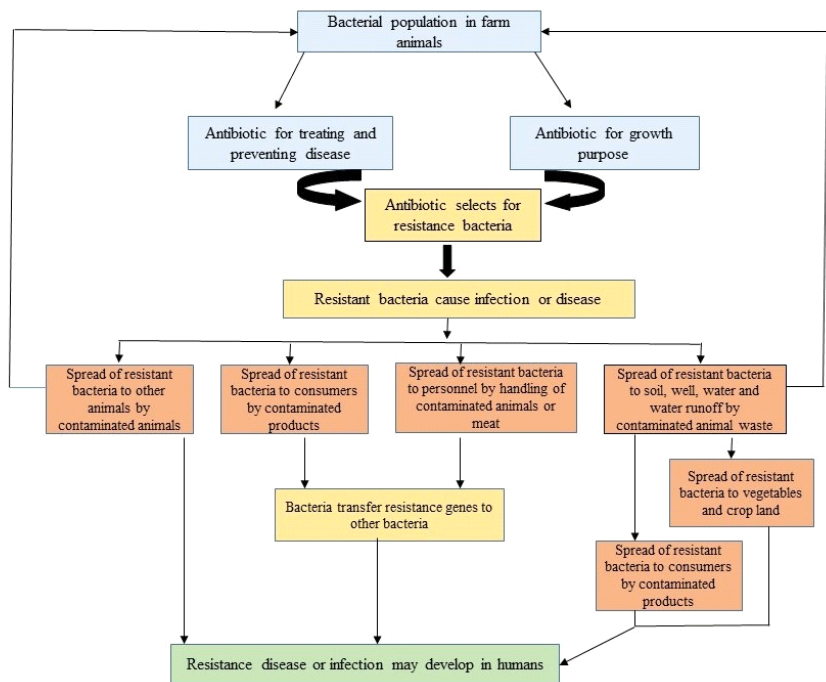 Bacterial population in farm
animals
Antibiotic for treating and
preventing disease
Antibiotic for growth
purpose
Antibiotic selects for
resistance bacteria
Resistant bacteria cause infection or disease
Spread of resistant
bacteria to other
animals by
contaminated animals
Spread of resistant
bacteria to consumers
by contaminated
products
Spread of resistant bacteria
to personnel by handling of
contaminated animals or
meat
Spread of resistant bacteria
to soil, well, water and
water runoff by
contaminated animal waste
Spread of resistant
bacteria to vegetables
and crop land
Bacteria transfer resistance genes to
other bacteria
Spread of resistant
bacteria to consumers
by contaminated
products
Resistance disease or infection may develop in humans